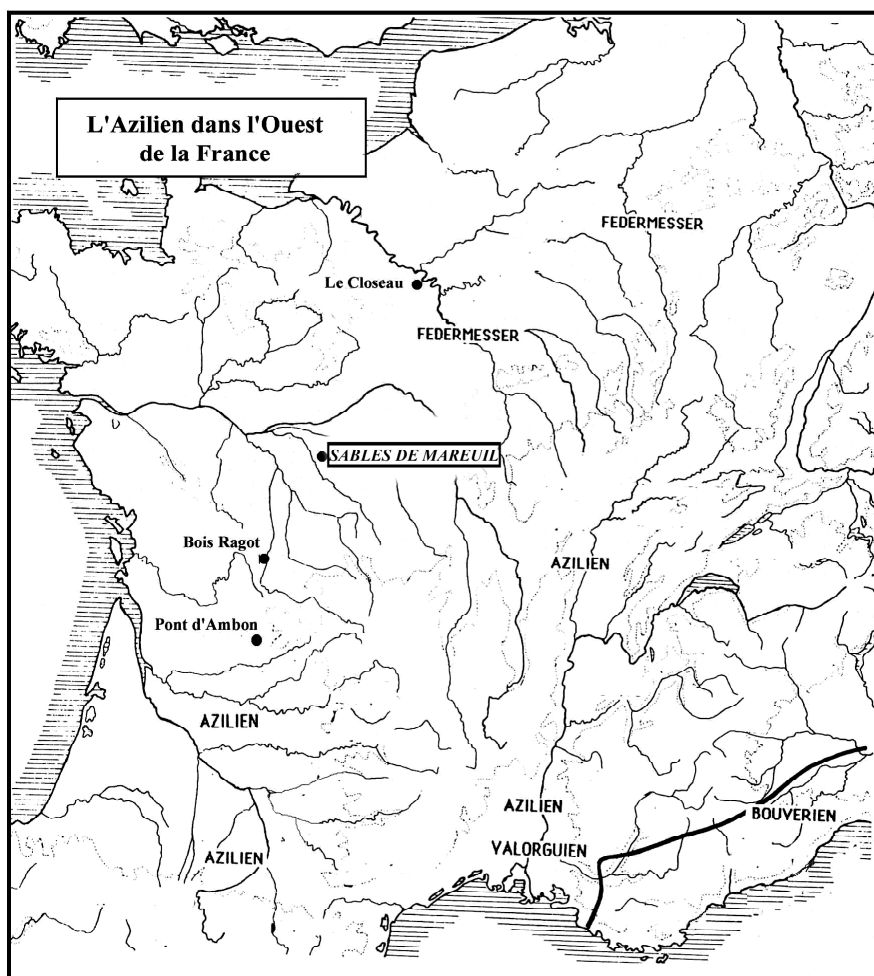 L'Azilien dans l'Ouest
de la France
FEDERMESSER
Le Closeau
FEDERMESSER
SABLES DE MAREUIL
Bois Ragot
AZILIEN
Pont d'Ambon
AZILIEN
AZILIEN
BOUVERIEN
VALORGUIEN
AZILIEN